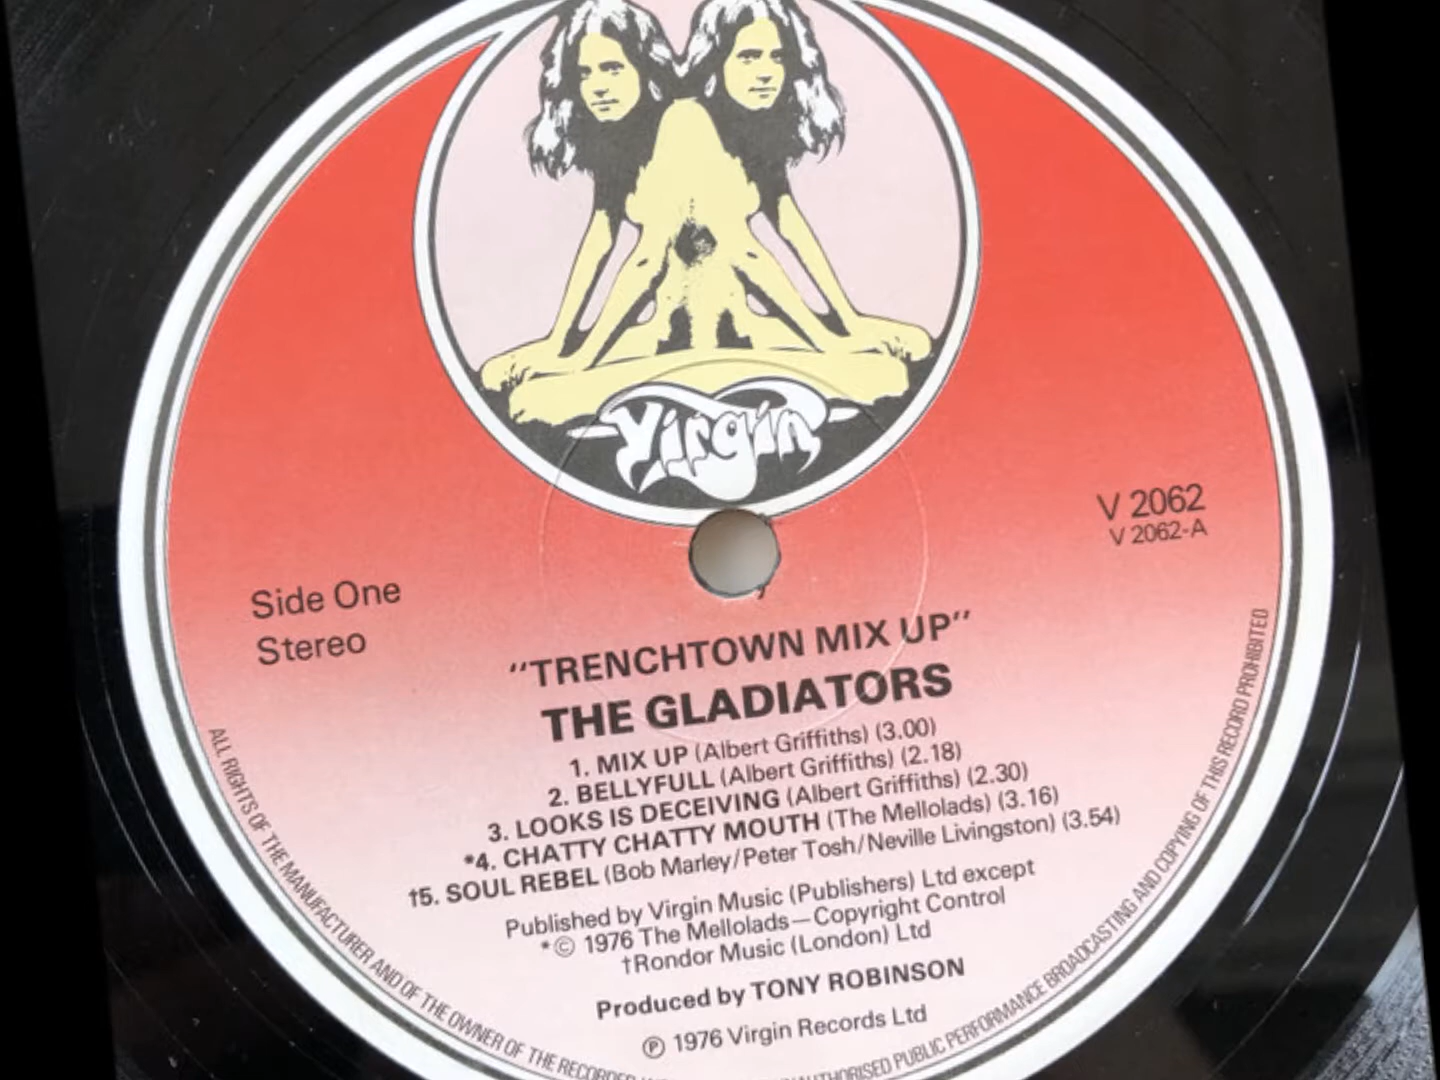 Virgin
V 2062
V 2062-A
Side One
Stereo
"TRENCHTOWN MIX UP"
THE GLADIATORS
1. MIX UP (Albert Griffiths) (3.00)
2. BELLYFULL (Albert Griffiths) (2.18)
3. LOOKS IS DECEIVING (Albert Griffiths) (2.30)
*4. CHATTY CHATTY MOUTH (The Mellolads) (3.16)
†5. SOUL REBEL (Bob Marley/Peter Tosh/Neville Livingston) (3.54)
Published by Virgin Music (Publishers) Ltd except
*© 1976 The Mellolads—Copyright Control
†Rondor Music (London) Ltd
Produced by TONY ROBINSON
℗ 1976 Virgin Records Ltd
ALL RIGHTS OF THE MANUFACTURER AND OF THE OWNER OF THE RECORDED
PUBLIC PERFORMANCE BROADCASTING AND COPYING OF THIS RECORD PROHIBITED